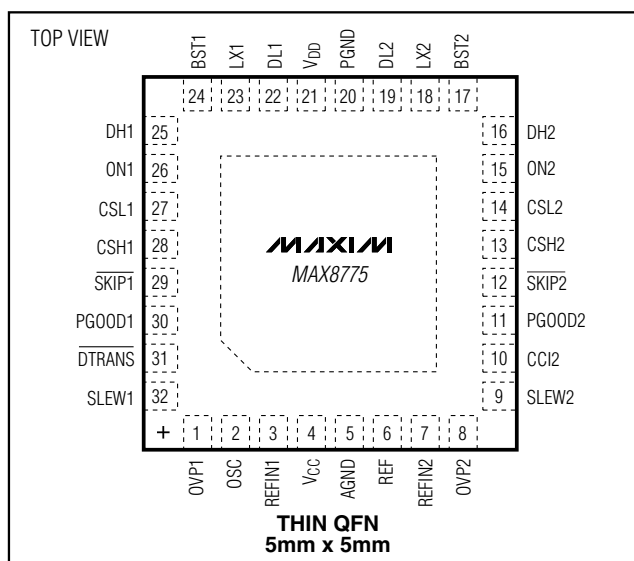 TOP VIEW
BST1 LX1 DL1 VDD PGND DL2 LX2 BST2
24 23 22 21 20 19 18 17
DH1 25 16 DH2
ON1 26 15 ON2
CSL1 27 14 CSL2
CSH1 28 13 CSH2
SKIP1 29 12 SKIP2
PGOOD1 30 11 PGOOD2
DTRANS 31 10 CCI2
SLEW1 32 9 SLEW2
MAXIM
MAX8775
+ 1 2 3 4 5 6 7 8
OVP1 OSC REFIN1 VCC AGND REF REFIN2 OVP2
THIN QFN
5mm x 5mm